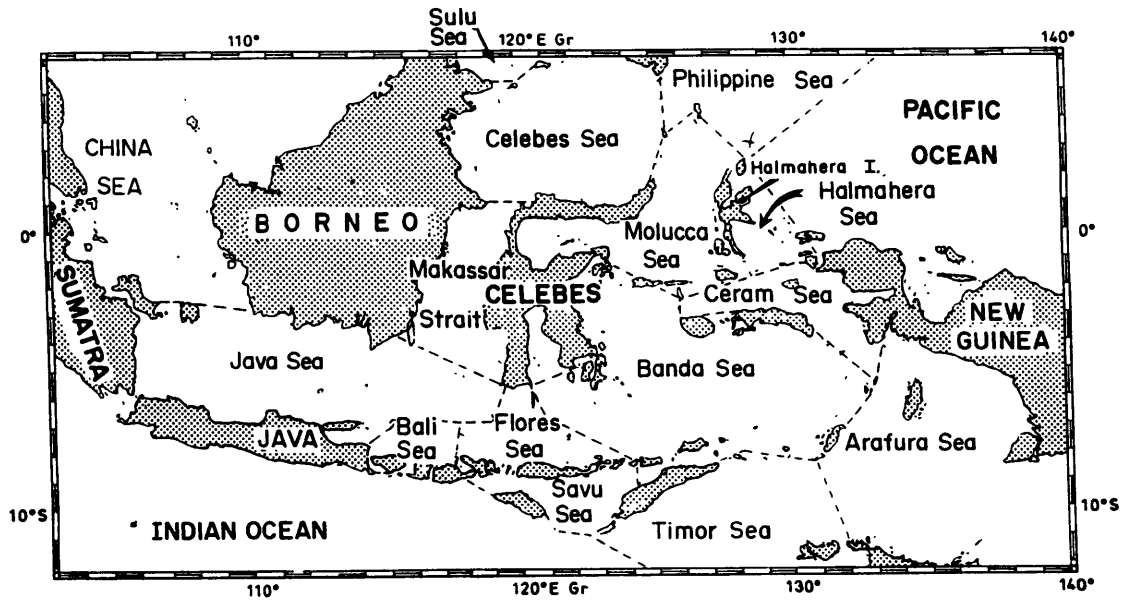 Sulu
Sea
110°
120°E Gr
130°
140°
Philippine Sea
PACIFIC
OCEAN
CHINA
SEA
Celebes Sea
Halmahera I.
Halmahera
Sea
BORNEO
Molucca
Sea
0°
0°
Makassar
Strait
CELEBES
Ceram Sea
SUMATRA
NEW
GUINEA
Java Sea
Banda Sea
JAVA
Bali
Sea
Flores
Sea
Arafura Sea
Savu
Sea
10°S
10°S
INDIAN OCEAN
Timor Sea
110°
120°E Gr
130°
140°